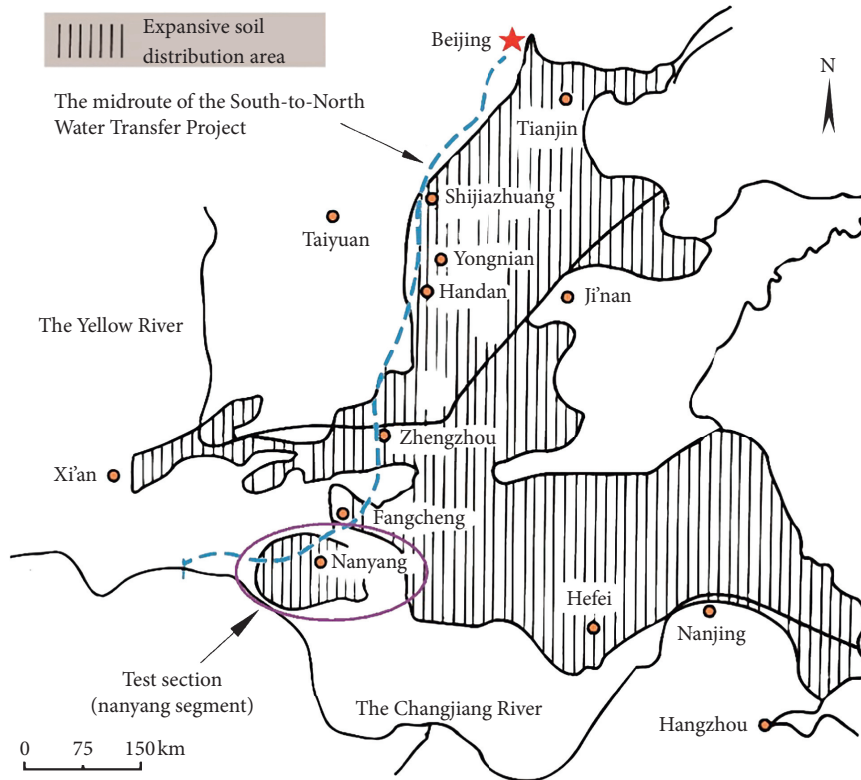 Expansive soil
distribution area
Beijing
N
The midroute of the South-to-North
Water Transfer Project
Tianjin
Shijiazhuang
Taiyuan
Yongnian
Handan
Ji'nan
The Yellow River
Zhengzhou
Xi'an
Fangcheng
Nanyang
Hefei
Nanjing
Test section
(nanyang segment)
The Changjiang River
Hangzhou
0 75 150 km